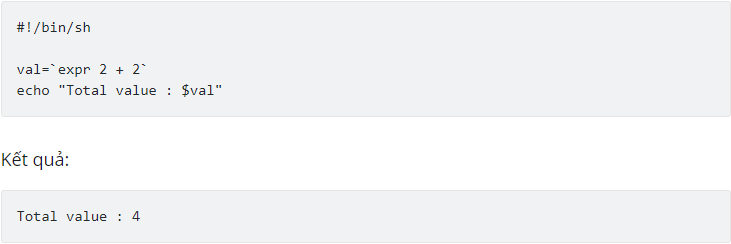 #!/bin/sh
val=`expr 2 + 2`
echo "Total value : $val"
Kết quả:
Total value : 4